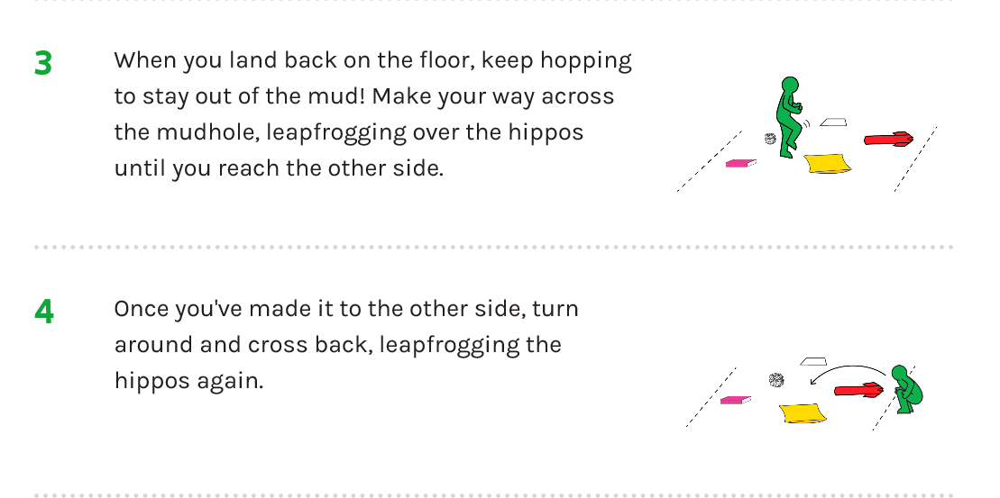 3
When you land back on the floor, keep hopping
to stay out of the mud! Make your way across
the mudhole, leapfrogging over the hippos
until you reach the other side.
4
Once you've made it to the other side, turn
around and cross back, leapfrogging the
hippos again.